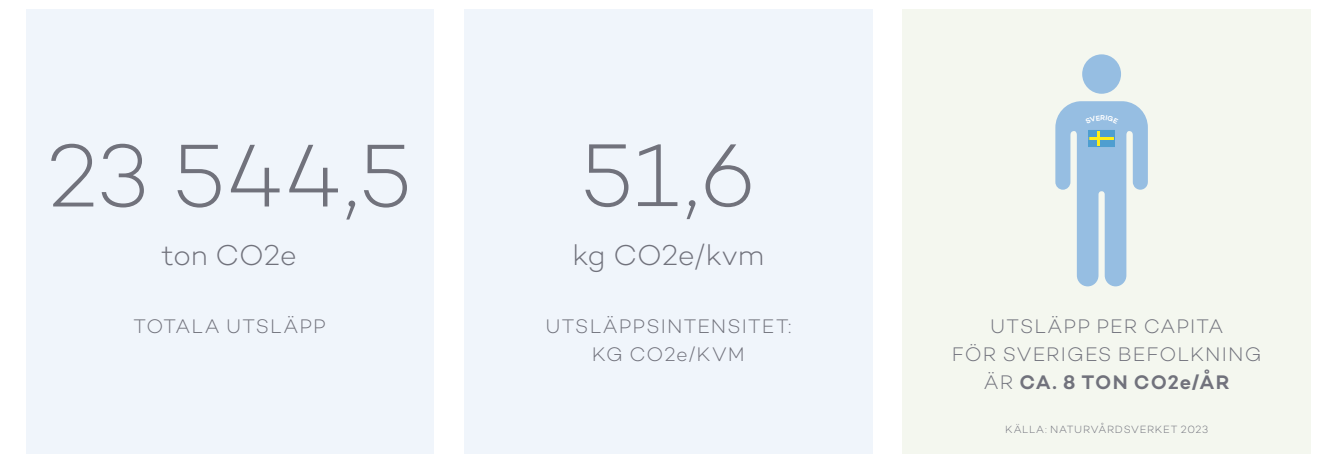 23 544,5
ton CO2e
TOTALA UTSLÄPP
51,6
kg CO2e/kvm
UTSLÄPPSINTENSITET:
KG CO2e/KVM
SVERIGE
UTSLÄPP PER CAPITA
FÖR SVERIGES BEFOLKNING
ÄR CA. 8 TON CO2e/ÅR
KÄLLA: NATURVÅRDSVERKET 2023